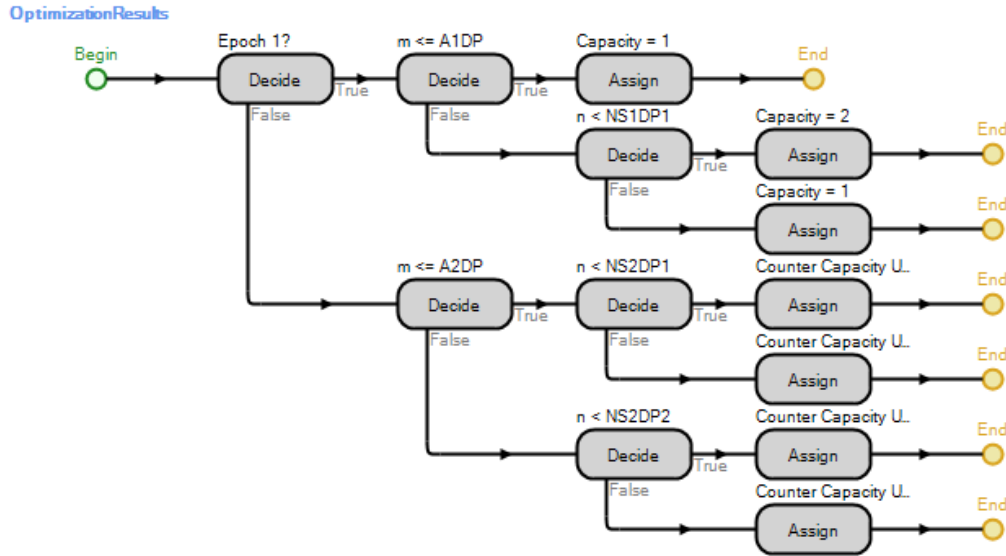 OptimizationResults
Begin
Epoch 1?
Decide
True
False
m <= A1DP
Decide
True
False
Capacity = 1
Assign
End
n < NS1DP1
Decide
True
False
Capacity = 2
Assign
End
Capacity = 1
Assign
End
m <= A2DP
Decide
True
False
n < NS2DP1
Decide
True
False
Counter Capacity U...
Assign
End
Counter Capacity U...
Assign
End
n < NS2DP2
Decide
True
False
Counter Capacity U...
Assign
End
Counter Capacity U...
Assign
End